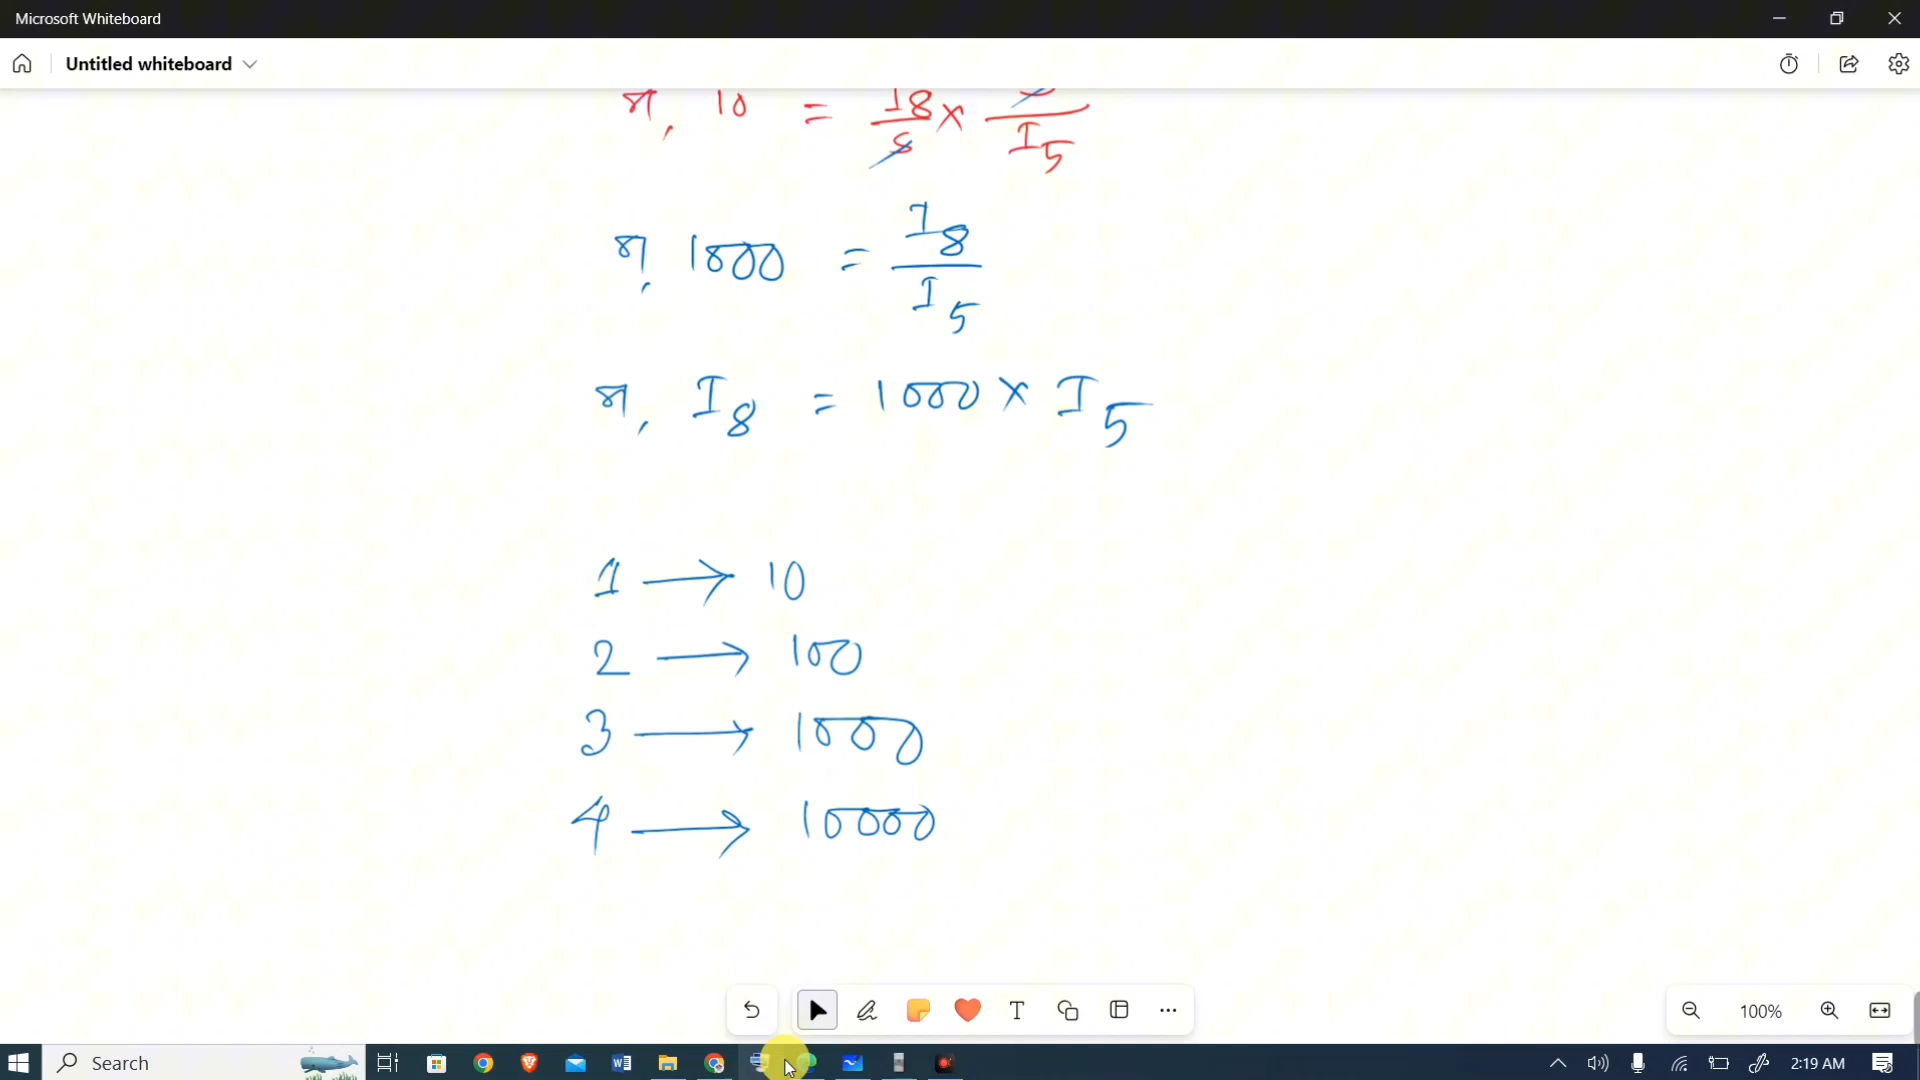 Microsoft Whiteboard
Untitled whiteboard
বা, 10 = I8 / 8 × / I5
বা, 1000 = I8 / I5
বা, I8 = 1000 × I5
1 → 10
2 → 100
3 → 1000
4 → 10000
100%
Search
2:19 AM